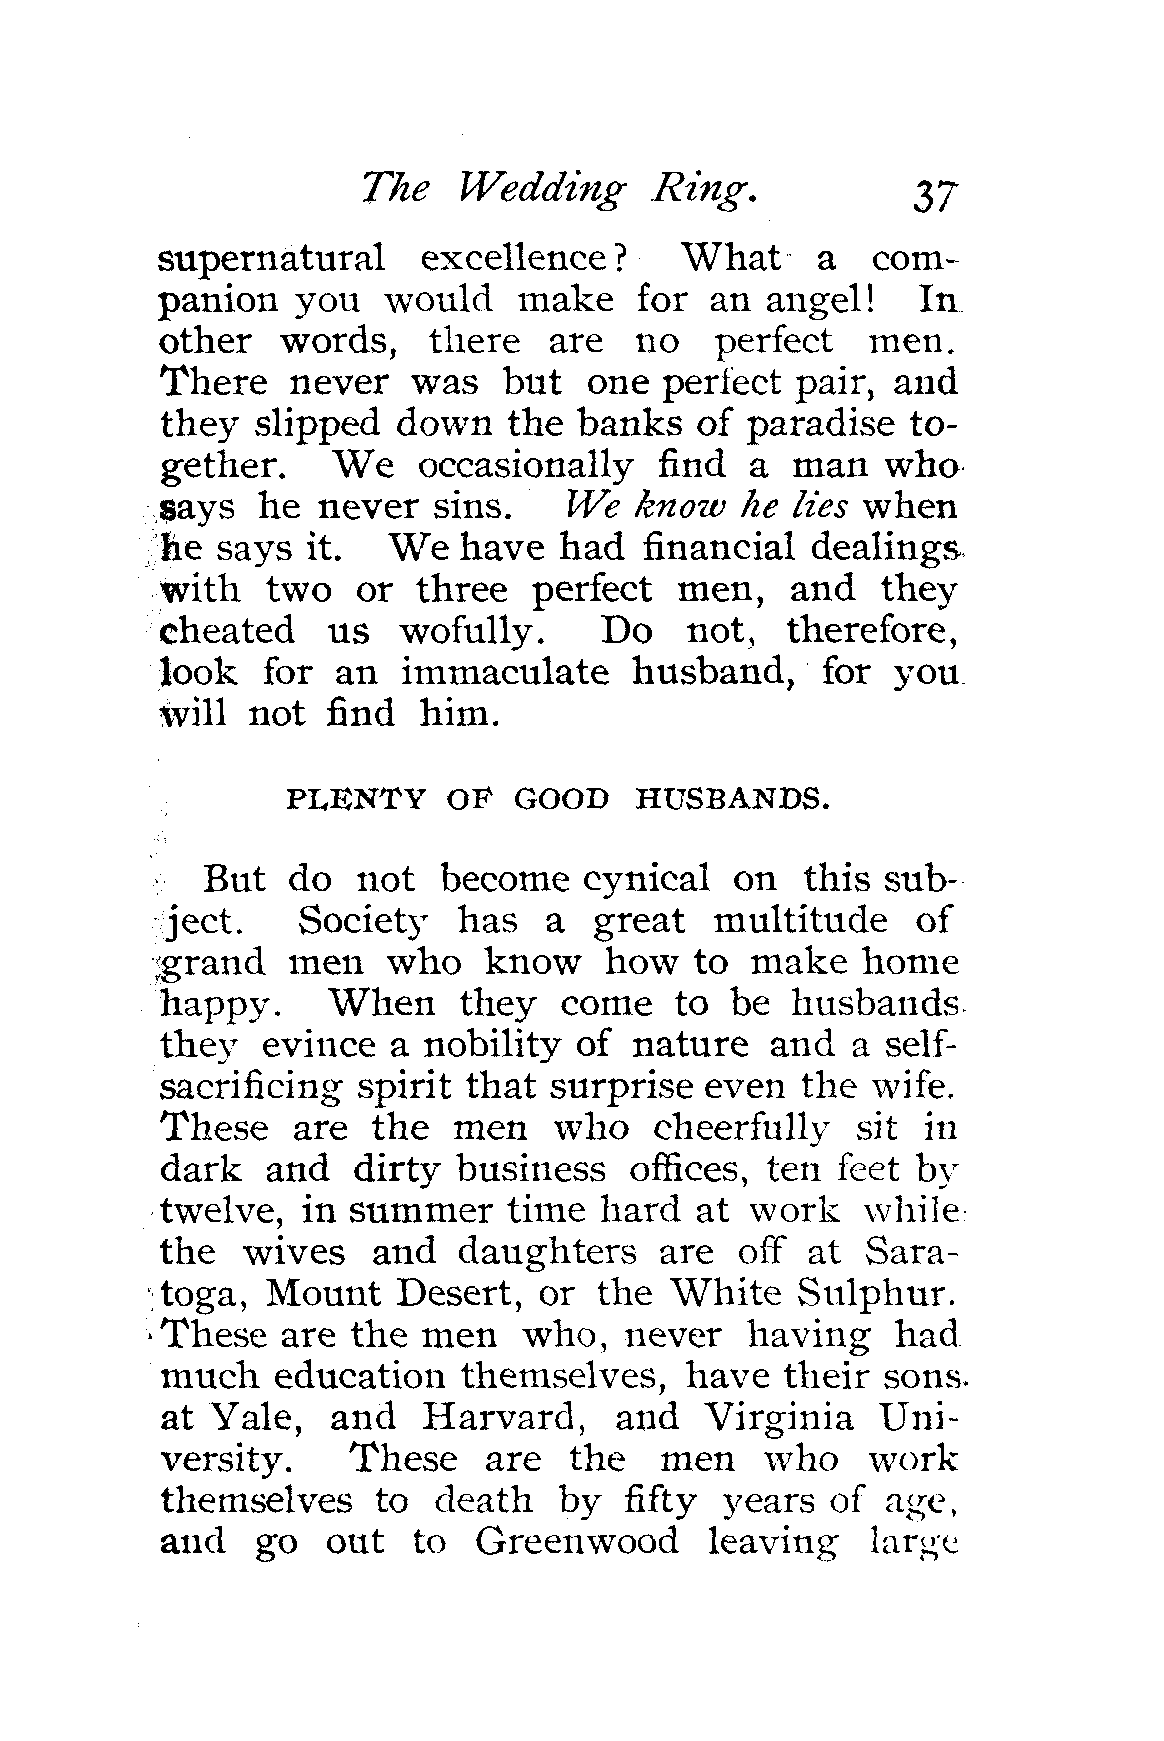 The Wedding Ring. 37
supernatural excellence? What a com-
panion you would make for an angel! In
other words, there are no perfect men.
There never was but one perfect pair, and
they slipped down the banks of paradise to-
gether. We occasionally find a man who
says he never sins. We know he lies when
he says it. We have had financial dealings
with two or three perfect men, and they
cheated us wofully. Do not, therefore,
look for an immaculate husband, for you
will not find him.
PLENTY OF GOOD HUSBANDS.
But do not become cynical on this sub-
ject. Society has a great multitude of
grand men who know how to make home
happy. When they come to be husbands
they evince a nobility of nature and a self-
sacrificing spirit that surprise even the wife.
These are the men who cheerfully sit in
dark and dirty business offices, ten feet by
twelve, in summer time hard at work while
the wives and daughters are off at Sara-
toga, Mount Desert, or the White Sulphur.
These are the men who, never having had
much education themselves, have their sons
at Yale, and Harvard, and Virginia Uni-
versity. These are the men who work
themselves to death by fifty years of age,
and go out to Greenwood leaving large